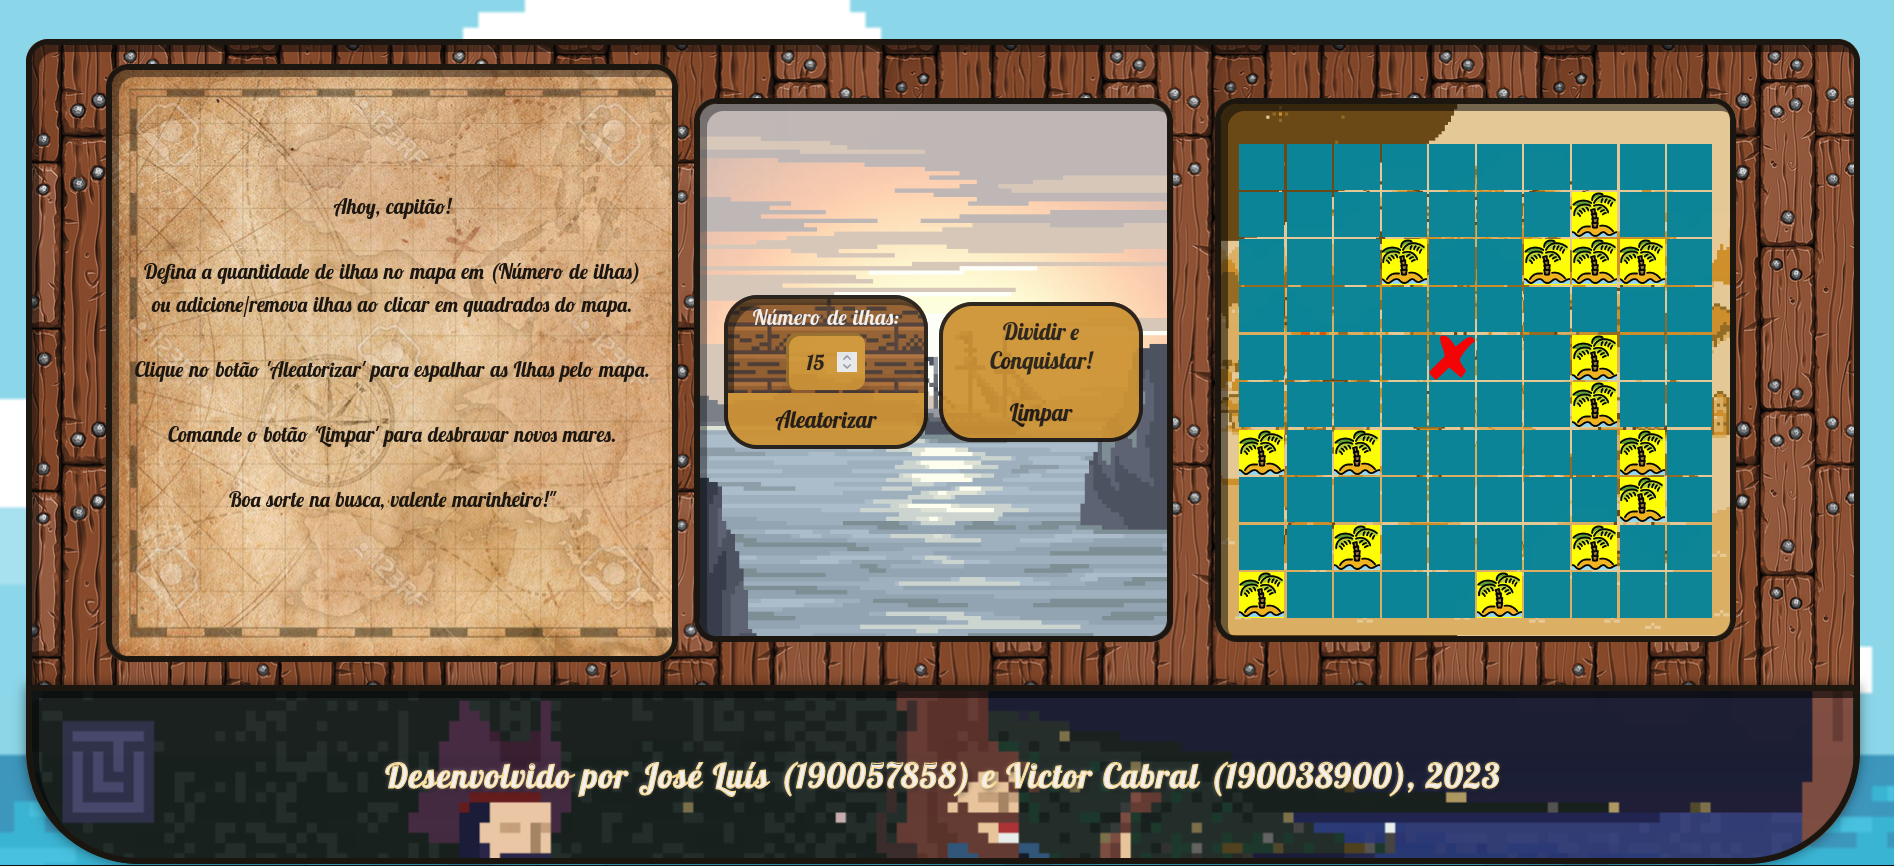 Ahoy, capitão!
Defina a quantidade de ilhas no mapa em (Número de ilhas)
ou adicione/remova ilhas ao clicar em quadrados do mapa.
Clique no botão 'Aleatorizar' para espalhar as Ilhas pelo mapa.
Comande o botão 'Limpar' para desbravar novos mares.
Boa sorte na busca, valente marinheiro!"
123RF
123RF
123RF
Número de ilhas:
15
Aleatorizar
Dividir e
Conquistar!
Limpar
Desenvolvido por José Luís (190057858) e Victor Cabral (190038900), 2023